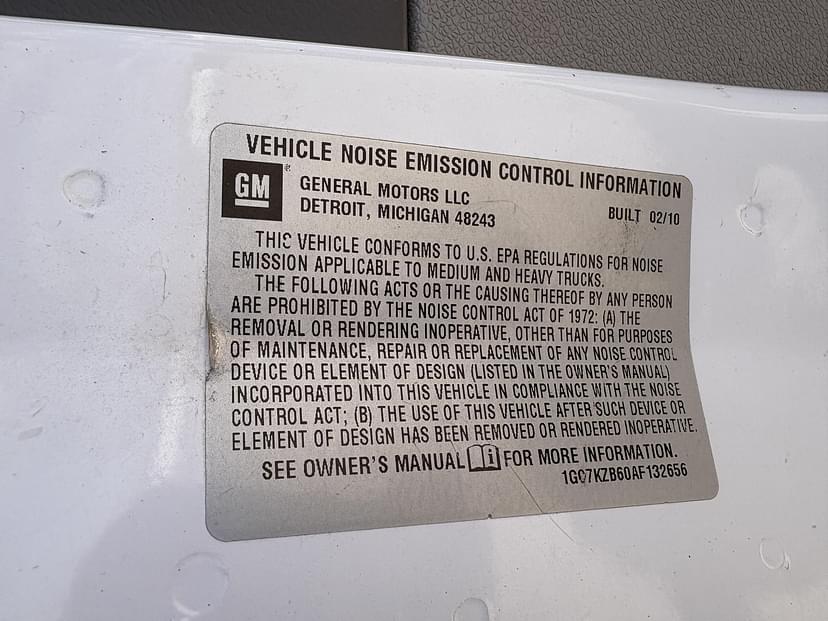 VEHICLE NOISE EMISSION CONTROL INFORMATION
GM ®
GENERAL MOTORS LLC
DETROIT, MICHIGAN 48243
BUILT 02/10
THIS VEHICLE CONFORMS TO U.S. EPA REGULATIONS FOR NOISE
EMISSION APPLICABLE TO MEDIUM AND HEAVY TRUCKS.
THE FOLLOWING ACTS OR THE CAUSING THEREOF BY ANY PERSON
ARE PROHIBITED BY THE NOISE CONTROL ACT OF 1972: (A) THE
REMOVAL OR RENDERING INOPERATIVE, OTHER THAN FOR PURPOSES
OF MAINTENANCE, REPAIR OR REPLACEMENT OF ANY NOISE CONTROL
DEVICE OR ELEMENT OF DESIGN (LISTED IN THE OWNER'S MANUAL)
INCORPORATED INTO THIS VEHICLE IN COMPLIANCE WITH THE NOISE
CONTROL ACT; (B) THE USE OF THIS VEHICLE AFTER SUCH DEVICE OR
ELEMENT OF DESIGN HAS BEEN REMOVED OR RENDERED INOPERATIVE.
SEE OWNER'S MANUAL i FOR MORE INFORMATION.
1GC7KZB60AF132656